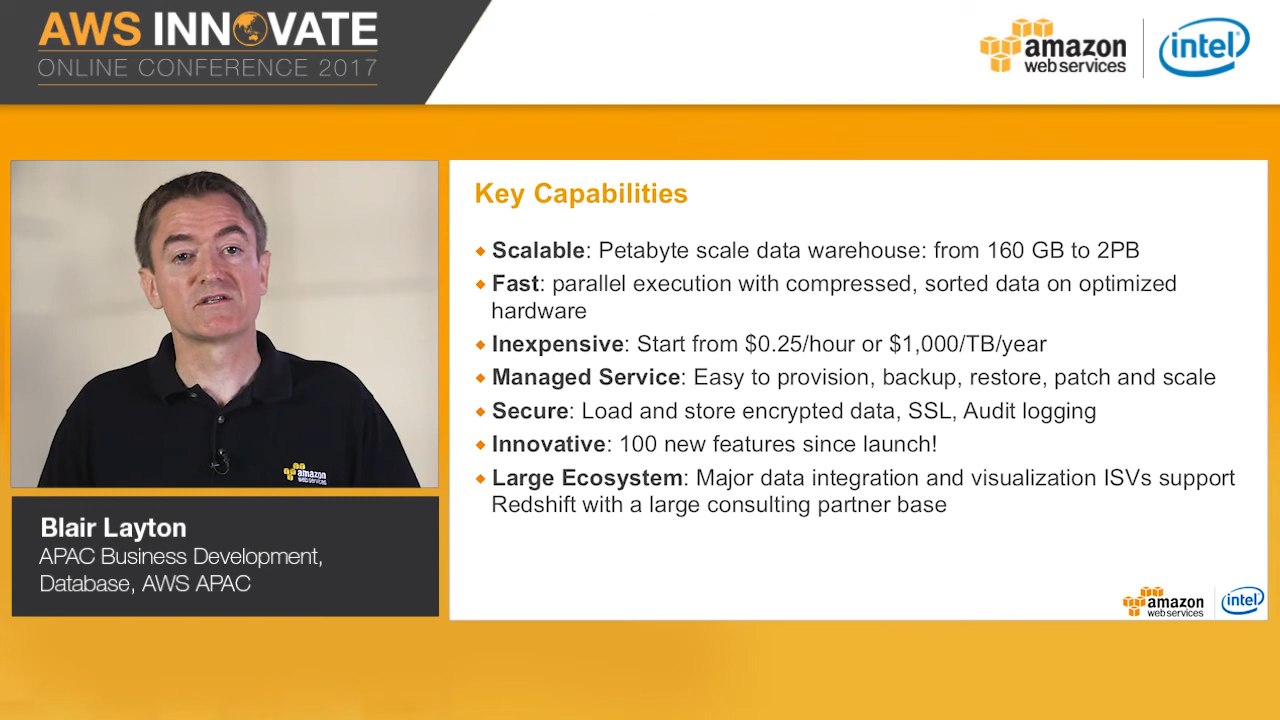 AWS INNOVATE
ONLINE CONFERENCE 2017
amazon
web services
intel
Key Capabilities
Scalable: Petabyte scale data warehouse: from 160 GB to 2PB
Fast: parallel execution with compressed, sorted data on optimized
hardware
Inexpensive: Start from $0.25/hour or $1,000/TB/year
Managed Service: Easy to provision, backup, restore, patch and scale
Secure: Load and store encrypted data, SSL, Audit logging
Innovative: 100 new features since launch!
Large Ecosystem: Major data integration and visualization ISVs support
Redshift with a large consulting partner base
amazon
web services
Blair Layton
APAC Business Development,
Database, AWS APAC
amazon
web services
intel